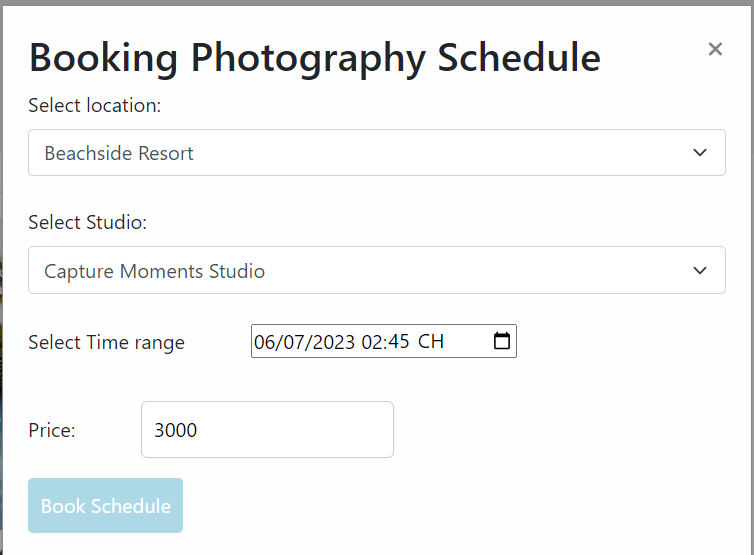 Booking Photography Schedule
×
Select location:
Beachside Resort
Select Studio:
Capture Moments Studio
Select Time range 06/07/2023 02:45 CH
Price: 3000
Book Schedule